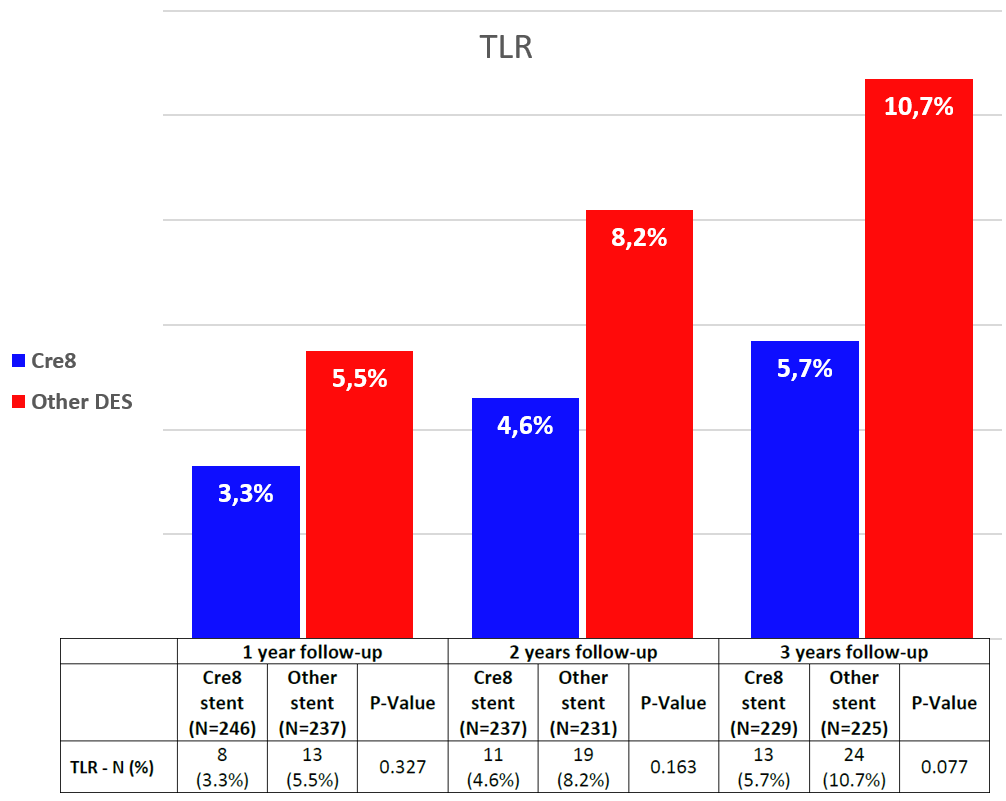 TLR
10,7%
8,2%
5,5%
5,7%
4,6%
3,3%
Cre8
Other DES
1 year follow-up 2 years follow-up 3 years follow-up
Cre8 stent (N=246) Other stent (N=237) P-Value Cre8 stent (N=237) Other stent (N=231) P-Value Cre8 stent (N=229) Other stent (N=225) P-Value
TLR - N (%) 8 (3.3%) 13 (5.5%) 0.327 11 (4.6%) 19 (8.2%) 0.163 13 (5.7%) 24 (10.7%) 0.077